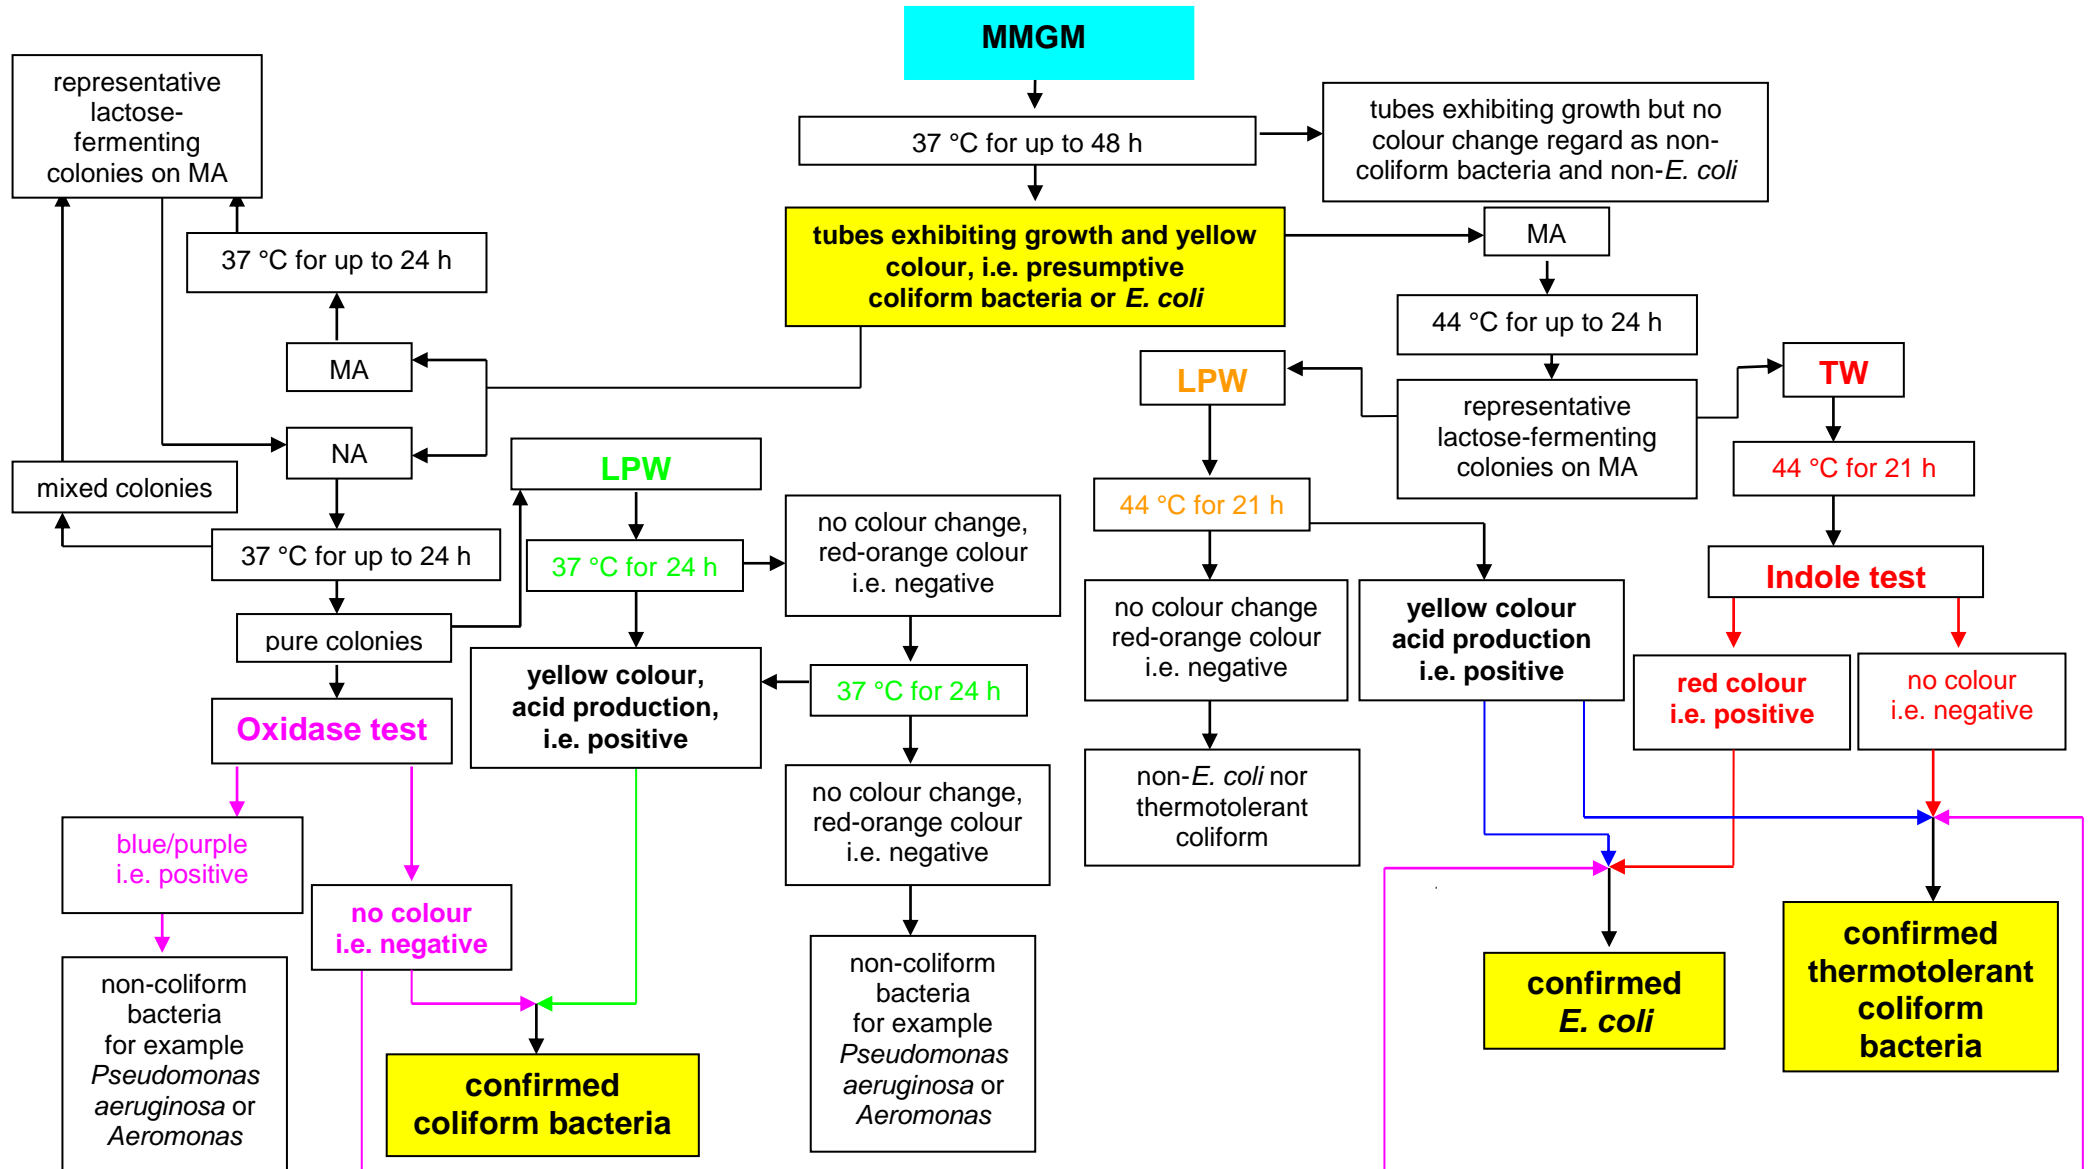 MMGM
representative
lactose-
fermenting
colonies on MA
37 °C for up to 48 h
tubes exhibiting growth but no
colour change regard as non-
coliform bacteria and non-E. coli
37 °C for up to 24 h
tubes exhibiting growth and yellow
colour, i.e. presumptive
coliform bacteria or E. coli
MA
44 °C for up to 24 h
MA
LPW
TW
representative
lactose-fermenting
colonies on MA
NA
LPW
mixed colonies
44 °C for 21 h
44 °C for 21 h
37 °C for up to 24 h
37 °C for 24 h
no colour change,
red-orange colour
i.e. negative
Indole test
pure colonies
no colour change
red-orange colour
i.e. negative
yellow colour
acid production
i.e. positive
yellow colour,
acid production,
i.e. positive
37 °C for 24 h
red colour
i.e. positive
no colour
i.e. negative
Oxidase test
non-E. coli nor
thermotolerant
coliform
no colour change,
red-orange colour
i.e. negative
blue/purple
i.e. positive
no colour
i.e. negative
non-coliform
bacteria
for example
Pseudomonas
aeruginosa or
Aeromonas
confirmed
coliform bacteria
non-coliform
bacteria
for example
Pseudomonas
aeruginosa or
Aeromonas
confirmed
E. coli
confirmed
thermotolerant
coliform
bacteria